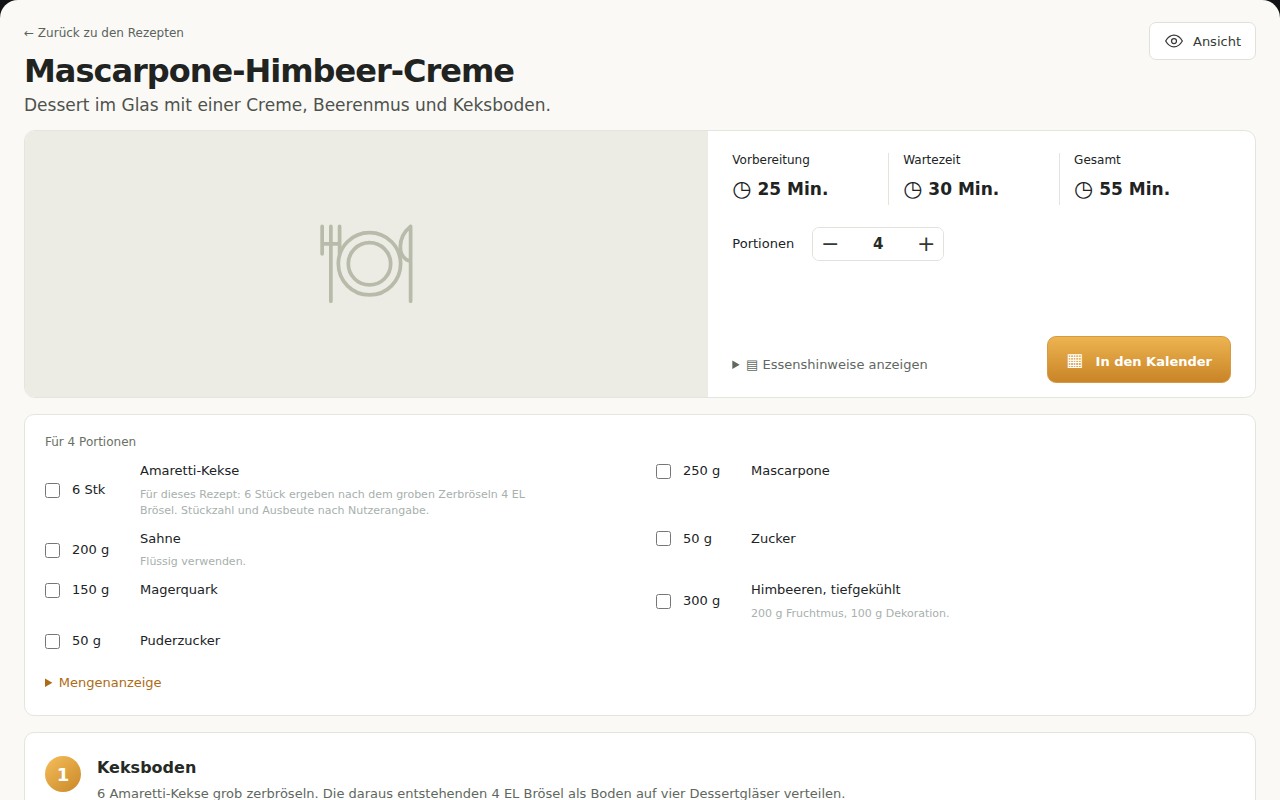 ← Zurück zu den Rezepten
Ansicht
Mascarpone-Himbeer-Creme
Dessert im Glas mit einer Creme, Beerenmus und Keksboden.
Vorbereitung
25 Min.
Wartezeit
30 Min.
Gesamt
55 Min.
Portionen
− 4 +
Essenshinweise anzeigen
In den Kalender
Für 4 Portionen
6 Stk
Amaretti-Kekse
Für dieses Rezept: 6 Stück ergeben nach dem groben Zerbröseln 4 EL
Brösel. Stückzahl und Ausbeute nach Nutzerangabe.
250 g Mascarpone
200 g
Sahne
Flüssig verwenden.
50 g Zucker
150 g Magerquark
300 g
Himbeeren, tiefgekühlt
200 g Fruchtmus, 100 g Dekoration.
50 g Puderzucker
Mengenanzeige
1
Keksboden
6 Amaretti-Kekse grob zerbröseln. Die daraus entstehenden 4 EL Brösel als Boden auf vier Dessertgläser verteilen.